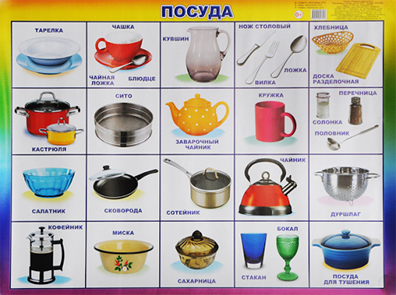 ПОСУДА
ТАРЕЛКА
ЧАШКА
ЧАЙНАЯ ЛОЖКА
БЛЮДЦЕ
КУВШИН
НОЖ СТОЛОВЫЙ
ВИЛКА
ЛОЖКА
ХЛЕБНИЦА
ДОСКА
РАЗДЕЛОЧНАЯ
КАСТРЮЛЯ
СИТО
ЗАВАРОЧНЫЙ
ЧАЙНИК
КРУЖКА
ПЕРЕЧНИЦА
СОЛОНКА
ПОЛОВНИК
САЛАТНИК
СКОВОРОДА
СОТЕЙНИК
ЧАЙНИК
ДУРШЛАГ
КОФЕЙНИК
МИСКА
САХАРНИЦА
СТАКАН
БОКАЛ
ПОСУДА
ДЛЯ ТУШЕНИЯ